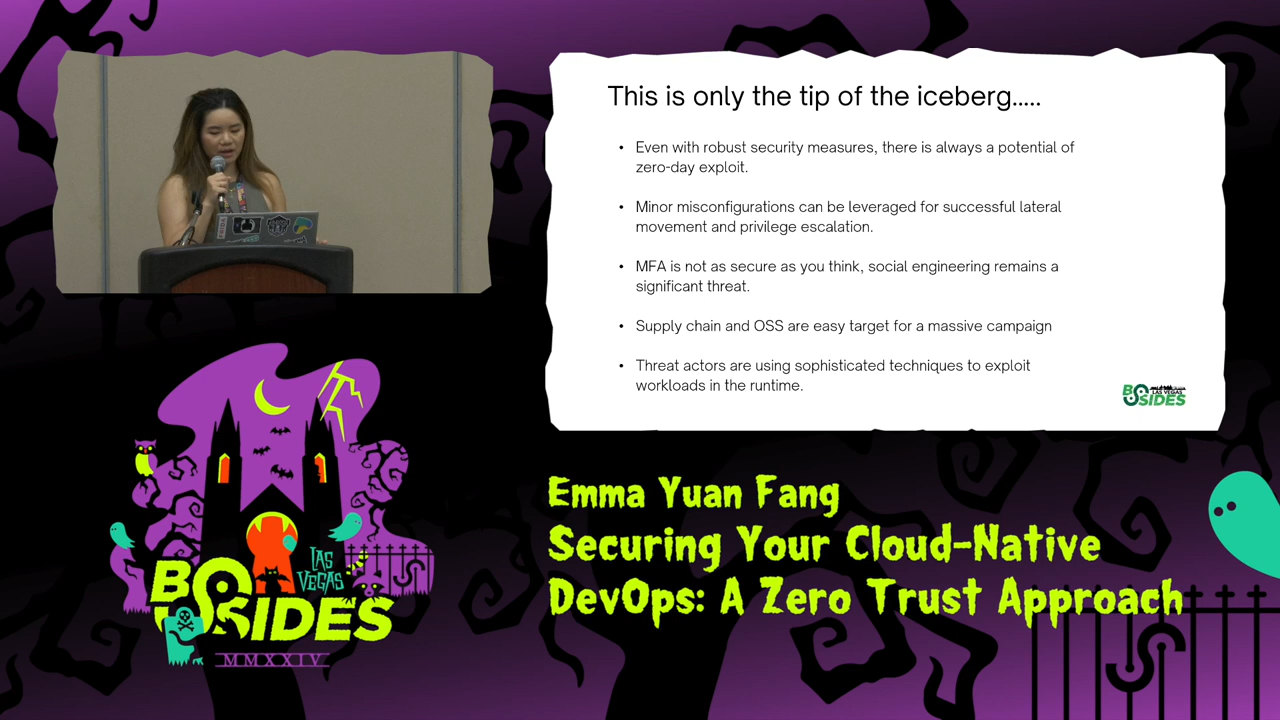 This is only the tip of the iceberg.....
• Even with robust security measures, there is always a potential of
zero-day exploit.
• Minor misconfigurations can be leveraged for successful lateral
movement and privilege escalation.
• MFA is not as secure as you think, social engineering remains a
significant threat.
• Supply chain and OSS are easy target for a massive campaign
• Threat actors are using sophisticated techniques to exploit
workloads in the runtime.
BSIDES
LAS VEGAS
LAS
VEGAS
BSIDES
MMXXIV
Emma Yuan Fang
Securing Your Cloud-Native
DevOps: A Zero Trust Approach